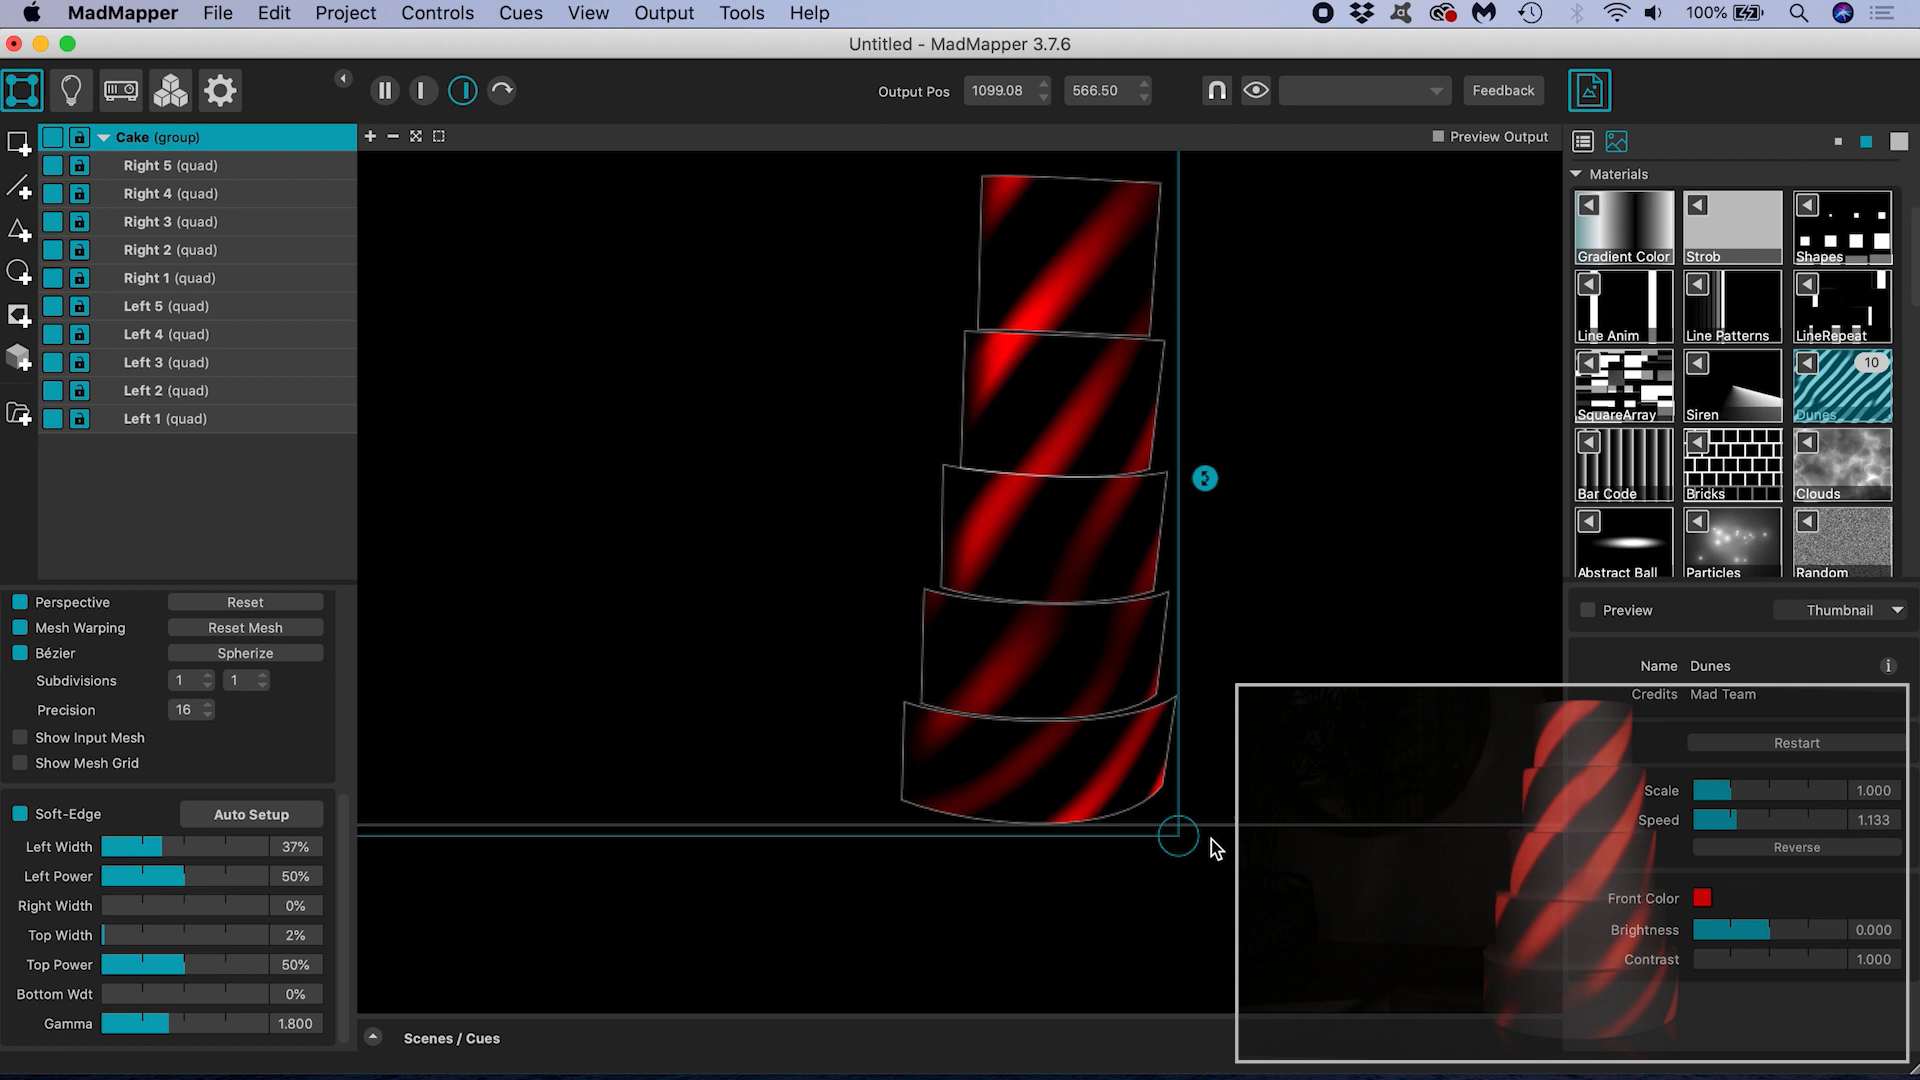 MadMapper File Edit Project Controls Cues View Output Tools Help 100%
Untitled - MadMapper 3.7.6
Output Pos 1099.08 566.50 Feedback
Cake (group)
Right 5 (quad)
Right 4 (quad)
Right 3 (quad)
Right 2 (quad)
Right 1 (quad)
Left 5 (quad)
Left 4 (quad)
Left 3 (quad)
Left 2 (quad)
Left 1 (quad)
Perspective Reset
Mesh Warping Reset Mesh
Bézier Spherize
Subdivisions 1 1
Precision 16
Show Input Mesh
Show Mesh Grid
Soft-Edge Auto Setup
Left Width 37%
Left Power 50%
Right Width 0%
Top Width 2%
Top Power 50%
Bottom Wdt 0%
Gamma 1.800
Preview Output
Scenes / Cues
Materials
Gradient Color Strob Shapes
Line Anim Line Patterns LineRepeat
10
SquareArray Siren Dunes
Bar Code Bricks Clouds
Abstract Ball Particles Random
Preview Thumbnail
Name Dunes
Credits Mad Team
Restart
Scale 1.000
Speed 1.133
Reverse
Front Color
Brightness 0.000
Contrast 1.000